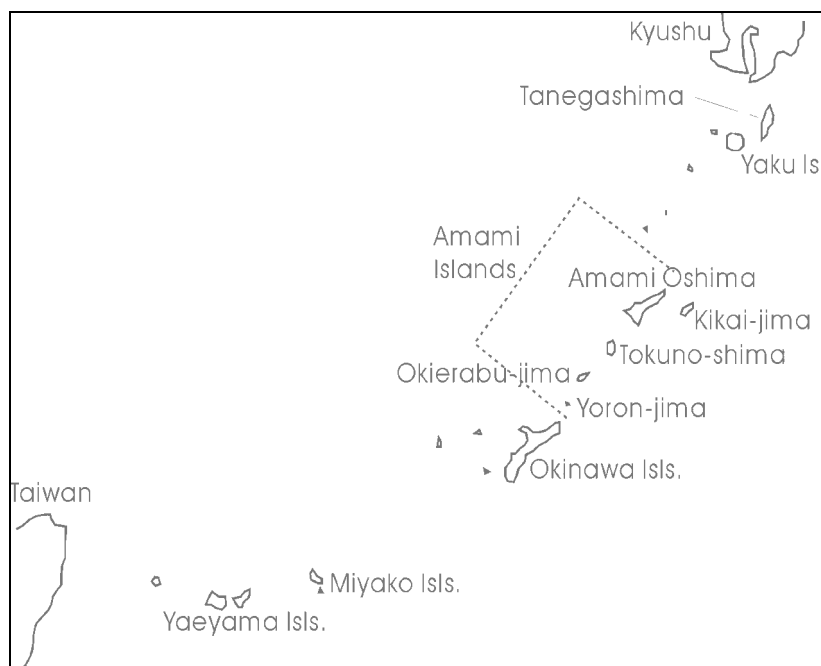 Kyushu
Tanegashima
Yaku Is
Amami
Islands
Amami Oshima
Kikai-jima
Tokuno-shima
Okierabu-jima
Yoron-jima
Okinawa Isls.
Taiwan
Miyako Isls.
Yaeyama Isls.